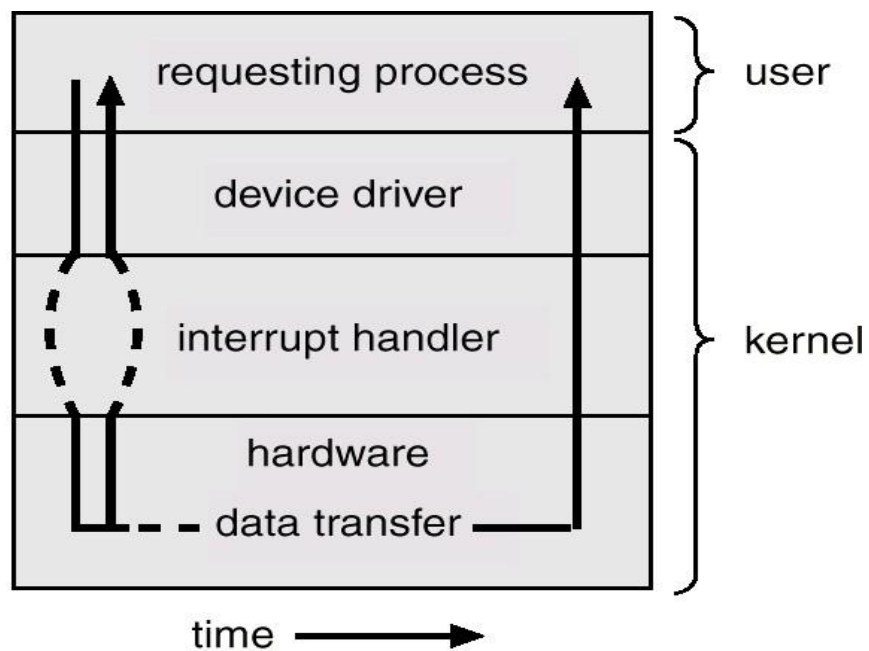 requesting process
user
device driver
interrupt handler
kernel
hardware
data transfer
time